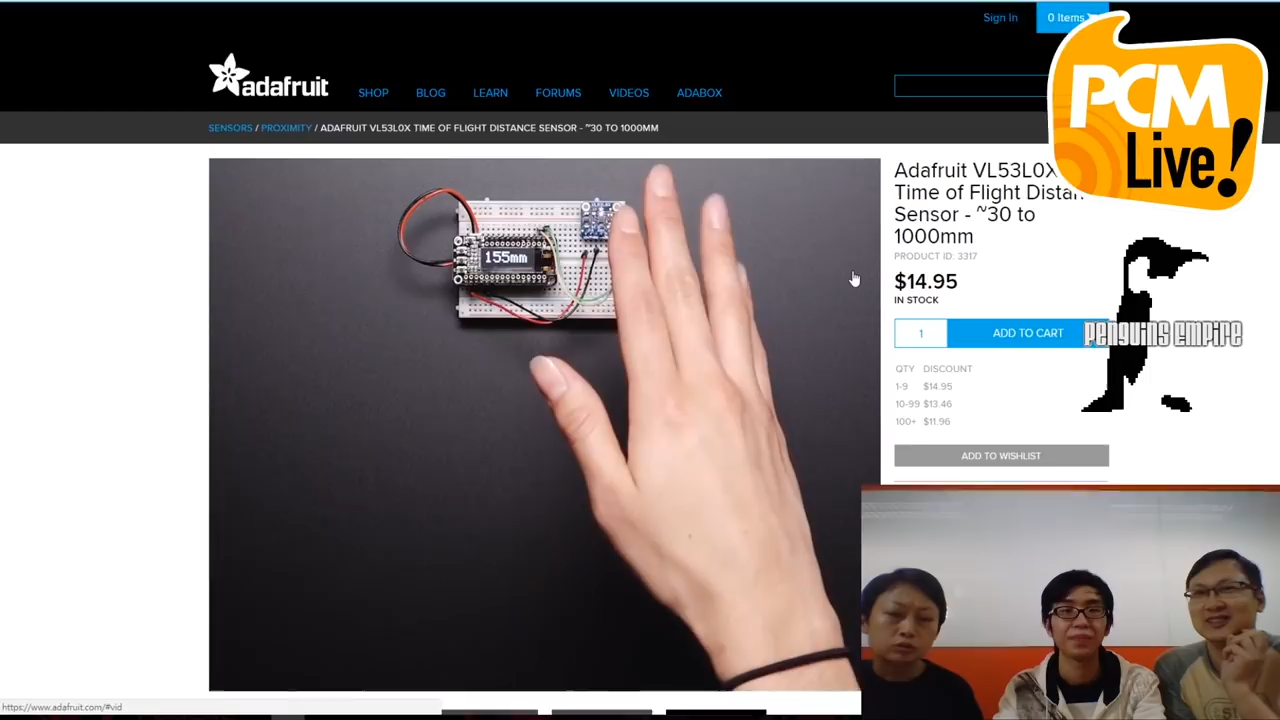 Sign In
0 Items
adafruit
SHOP
BLOG
LEARN
FORUMS
VIDEOS
ADABOX
SENSORS / PROXIMITY / ADAFRUIT VL53L0X TIME OF FLIGHT DISTANCE SENSOR - ~30 TO 1000MM
PCM
Live!
155mm
Adafruit VL53L0X
Time of Flight
Sensor - ~30 to
1000mm
PRODUCT ID: 3317
$14.95
IN STOCK
1
ADD TO CART
PENGUINS EMPIRE
QTY DISCOUNT
1-9 $14.95
10-99 $13.46
100+ $11.96
ADD TO WISHLIST
https://www.adafruit.com/#vid